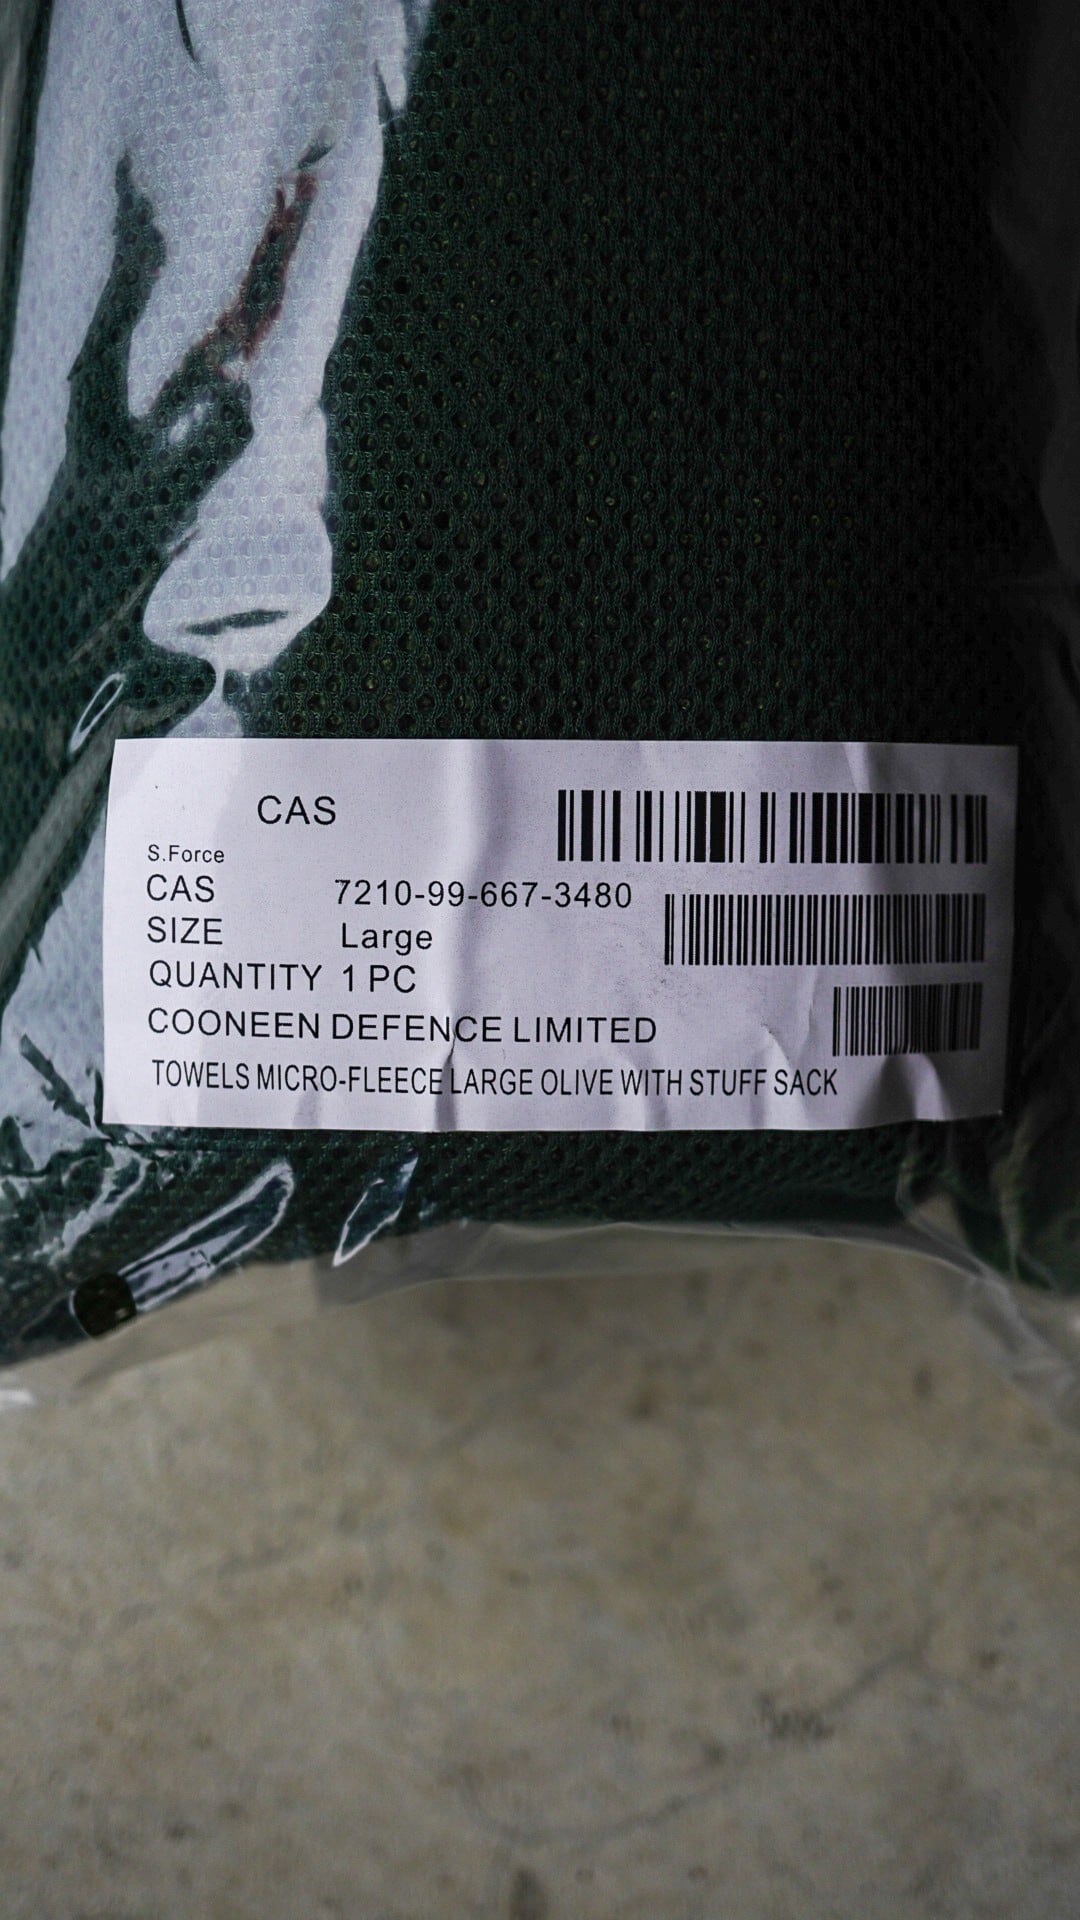 CAS
S.Force
CAS 7210-99-667-3480
SIZE Large
QUANTITY 1 PC
COONEEN DEFENCE LIMITED
TOWELS MICRO-FLEECE LARGE OLIVE WITH STUFF SACK